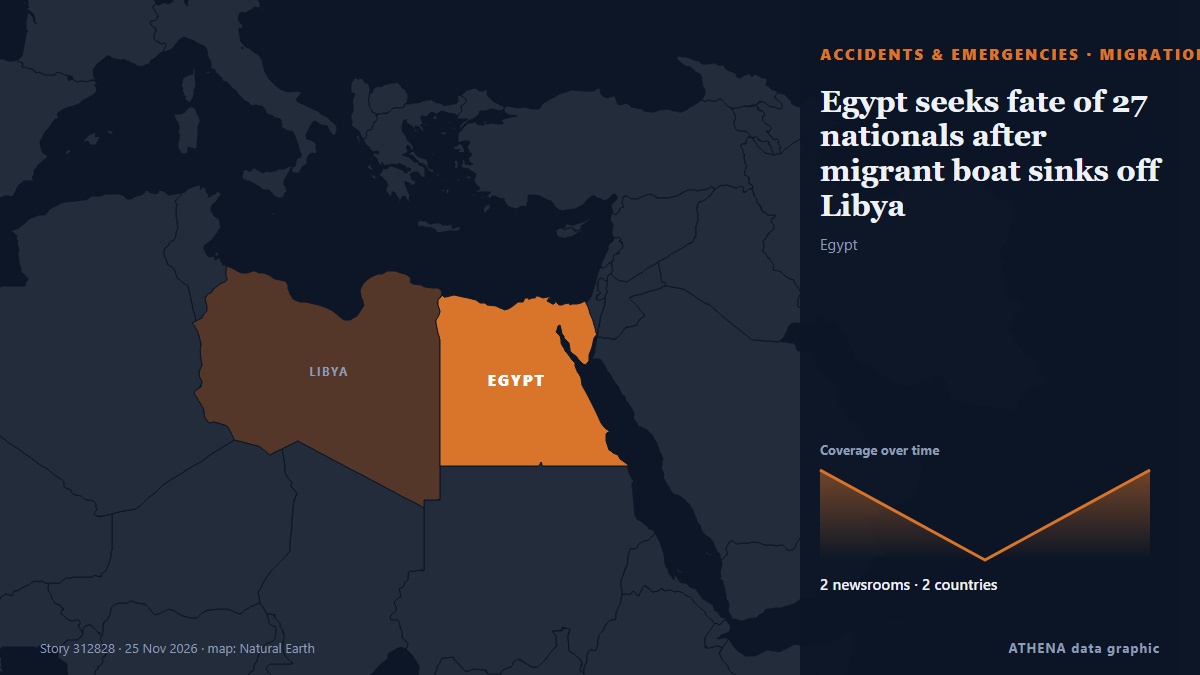 ACCIDENTS & EMERGENCIES · MIGRATION
Egypt seeks fate of 27
nationals after
migrant boat sinks off
Libya
Egypt
LIBYA
EGYPT
Coverage over time
2 newsrooms · 2 countries
Story 312828 · 25 Nov 2026 · map: Natural Earth
ATHENA data graphic